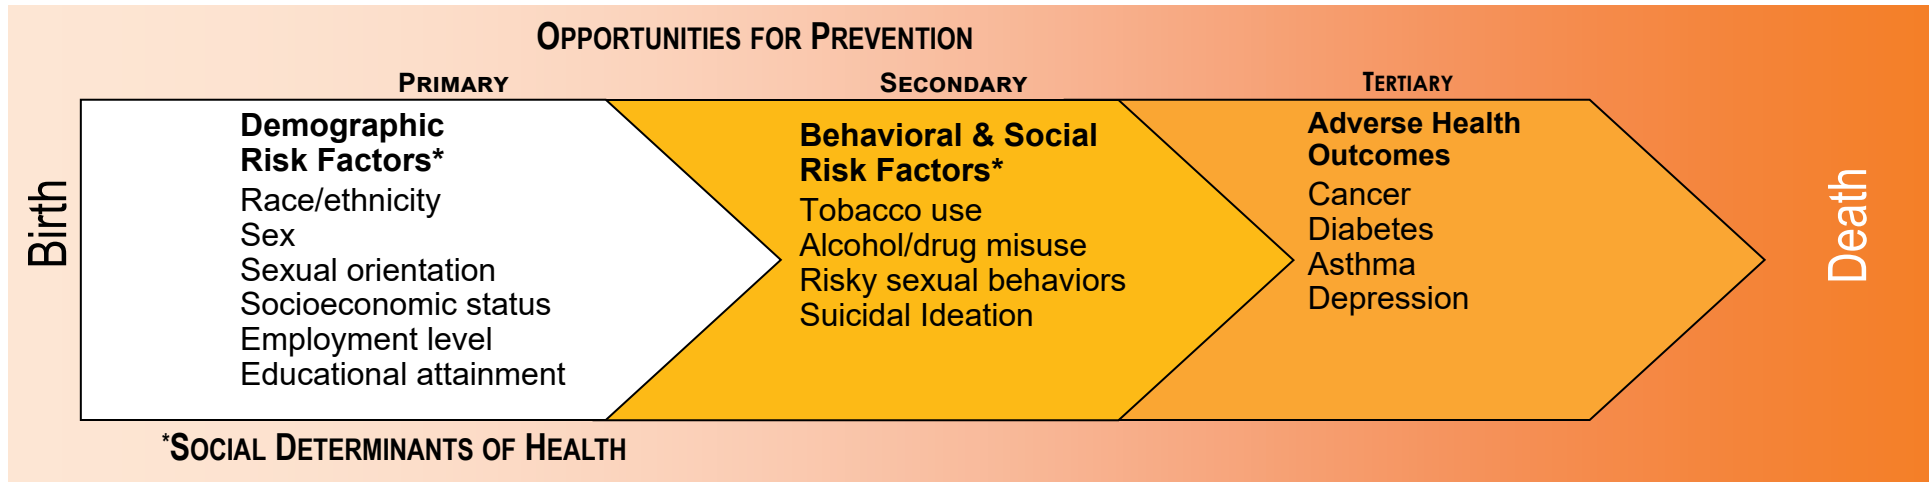 OPPORTUNITIES FOR PREVENTION
PRIMARY
SECONDARY
TERTIARY
Birth
Demographic
Risk Factors*
Race/ethnicity
Sex
Sexual orientation
Socioeconomic status
Employment level
Educational attainment
Behavioral & Social
Risk Factors*
Tobacco use
Alcohol/drug misuse
Risky sexual behaviors
Suicidal Ideation
Adverse Health
Outcomes
Cancer
Diabetes
Asthma
Depression
Death
*SOCIAL DETERMINANTS OF HEALTH